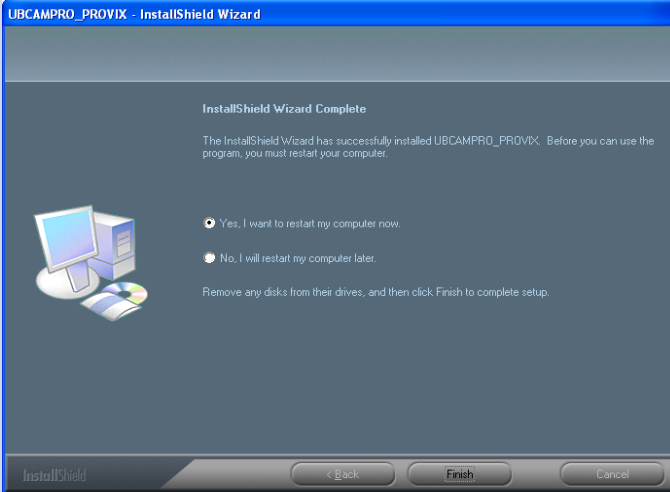 UBCAMPRO_PROVIX - InstallShield Wizard
InstallShield Wizard Complete
The InstallShield Wizard has successfully installed UBCAMPRO_PROVIX. Before you can use the
program, you must restart your computer.
Yes, I want to restart my computer now.
No, I will restart my computer later.
Remove any disks from their drives, and then click Finish to complete setup.
InstallShield
< Back
Finish
Cancel